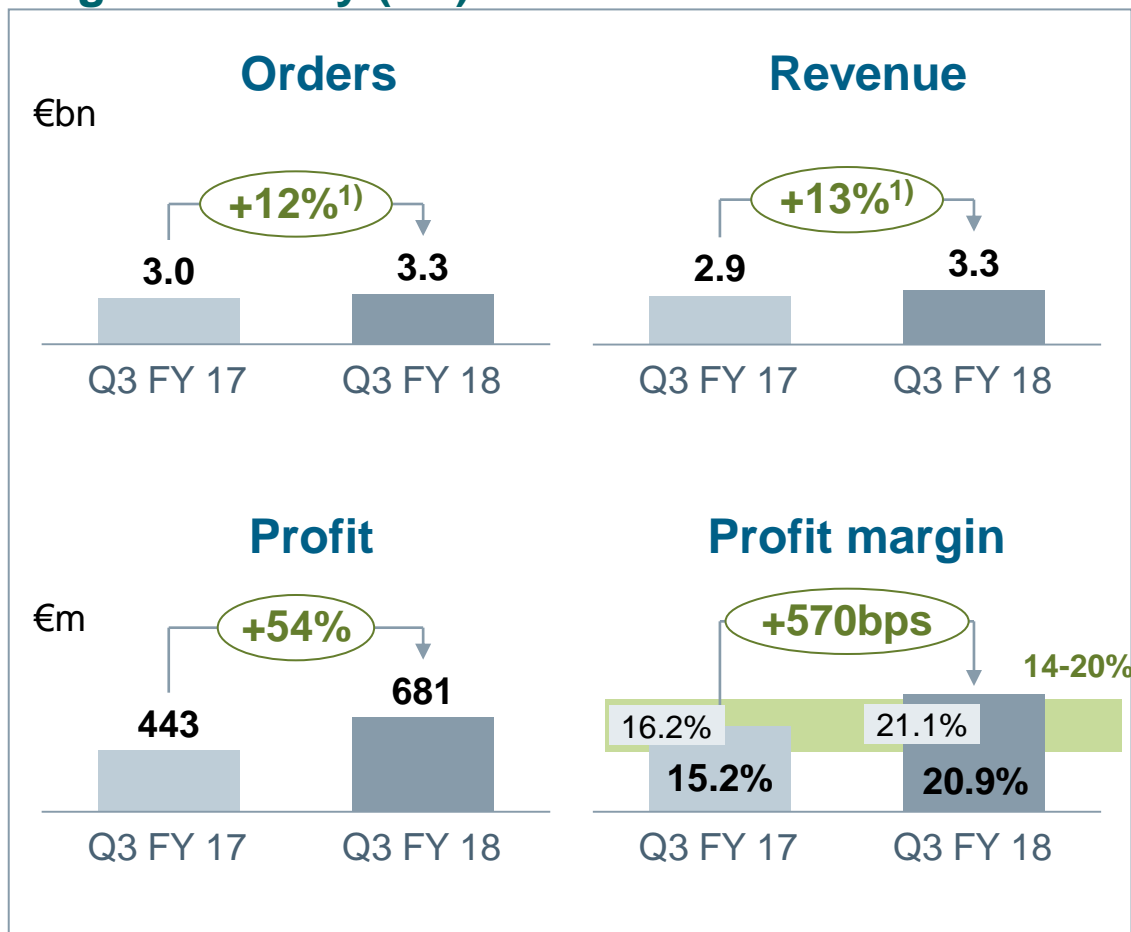 Orders
Revenue
€bn
+12%1)
+13%1)
3.0
3.3
2.9
3.3
Q3 FY 17
Q3 FY 18
Q3 FY 17
Q3 FY 18
Profit
Profit margin
€m
+54%
+570bps
14-20%
443
681
16.2%
21.1%
15.2%
20.9%
Q3 FY 17
Q3 FY 18
Q3 FY 17
Q3 FY 18